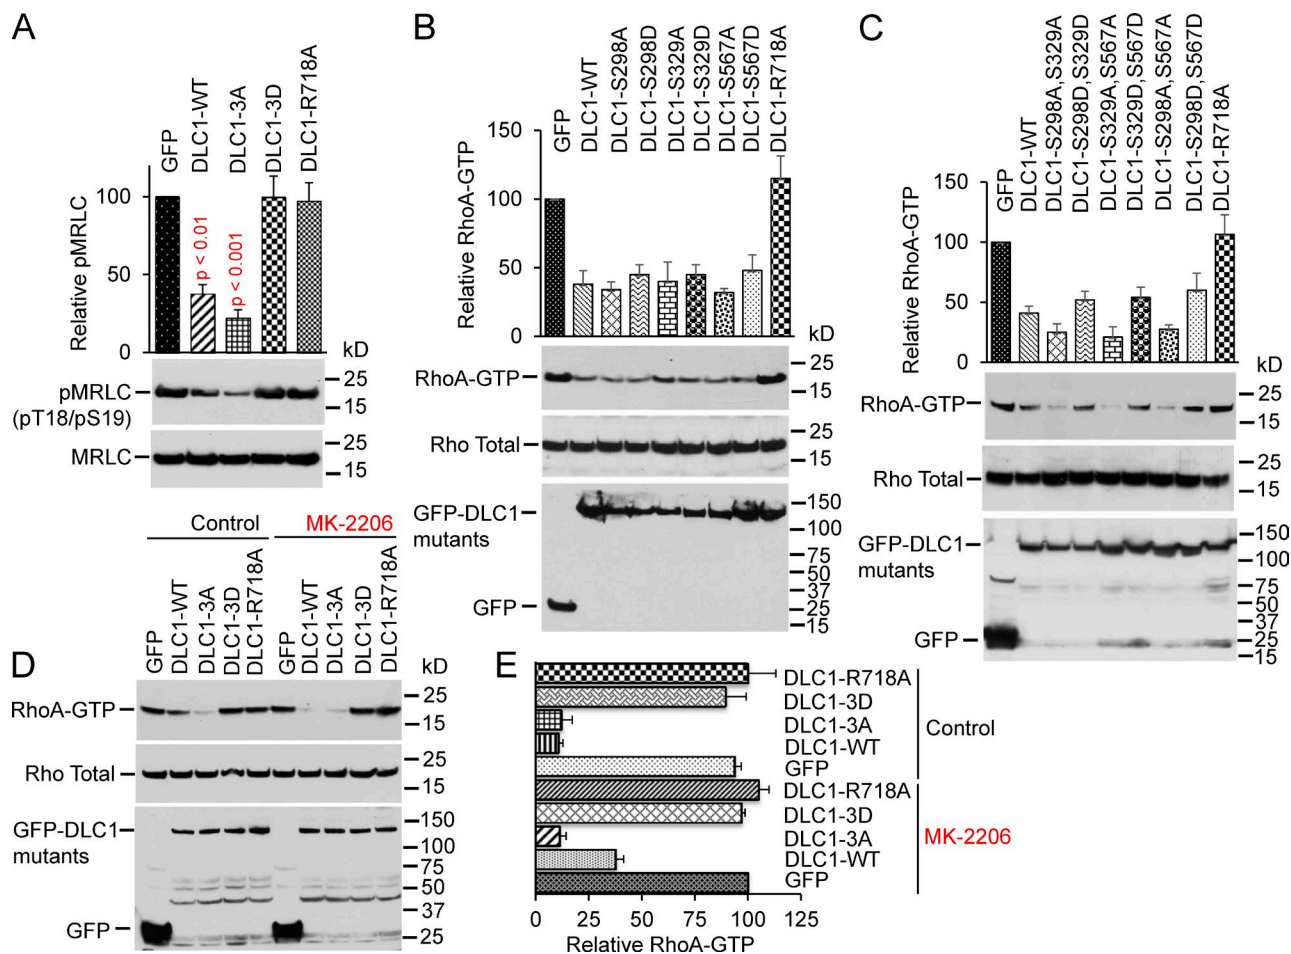 A
GFP
DLC1-WT
DLC1-3A
DLC1-3D
DLC1-R718A
Relative pMRLC
100
50
0
p < 0.01
p < 0.001
kD
pMRLC
(pT18/pS19)
25
15
MRLC
25
15
B
GFP
DLC1-WT
DLC1-S298A
DLC1-S298D
DLC1-S329A
DLC1-S329D
DLC1-S567A
DLC1-S567D
DLC1-R718A
Relative RhoA-GTP
150
100
50
0
kD
RhoA-GTP
25
15
Rho Total
25
15
GFP-DLC1
mutants
GFP
150
100
75
50
37
25
15
C
GFP
DLC1-WT
DLC1-S298A,S329A
DLC1-S298D,S329D
DLC1-S329A,S567A
DLC1-S329D,S567D
DLC1-S298A,S567A
DLC1-S298D,S567D
DLC1-R718A
Relative RhoA-GTP
150
100
50
0
kD
RhoA-GTP
25
15
Rho Total
25
15
GFP-DLC1
mutants
GFP
150
100
75
50
37
25
15
D
Control
MK-2206
GFP
DLC1-WT
DLC1-3A
DLC1-3D
DLC1-R718A
GFP
DLC1-WT
DLC1-3A
DLC1-3D
DLC1-R718A
kD
RhoA-GTP
25
15
Rho Total
25
15
GFP-DLC1
mutants
GFP
150
100
75
50
37
25
E
DLC1-R718A
DLC1-3D
DLC1-3A
DLC1-WT
GFP
Control
DLC1-R718A
DLC1-3D
DLC1-3A
DLC1-WT
GFP
MK-2206
0 25 50 75 100 125
Relative RhoA-GTP